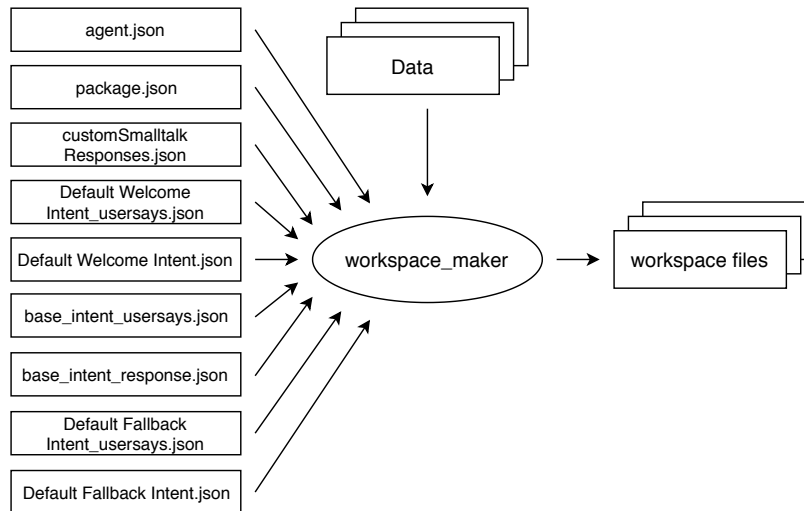 agent.json
package.json
customSmalltalk
Responses.json
Default Welcome
Intent_usersays.json
Default Welcome Intent.json
base_intent_usersays.json
base_intent_response.json
Default Fallback
Intent_usersays.json
Default Fallback Intent.json
Data
workspace_maker
workspace files